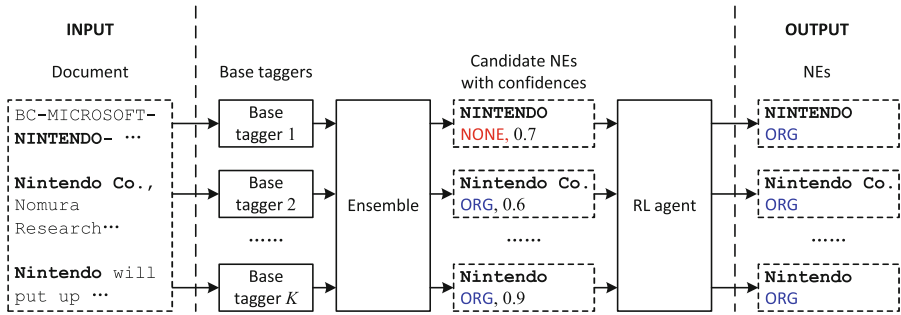 INPUT
OUTPUT
Document
Base taggers
Candidate NEs
with confidences
NEs
BC-MICROSOFT-
NINTENDO- ...
Nintendo Co.,
Nomura
Research...
Nintendo will
put up ...
Base
tagger 1
Base
tagger 2
......
Base
tagger K
Ensemble
NINTENDO
NONE, 0.7
Nintendo Co.
ORG, 0.6
......
Nintendo
ORG, 0.9
RL agent
NINTENDO
ORG
Nintendo Co.
ORG
......
Nintendo
ORG